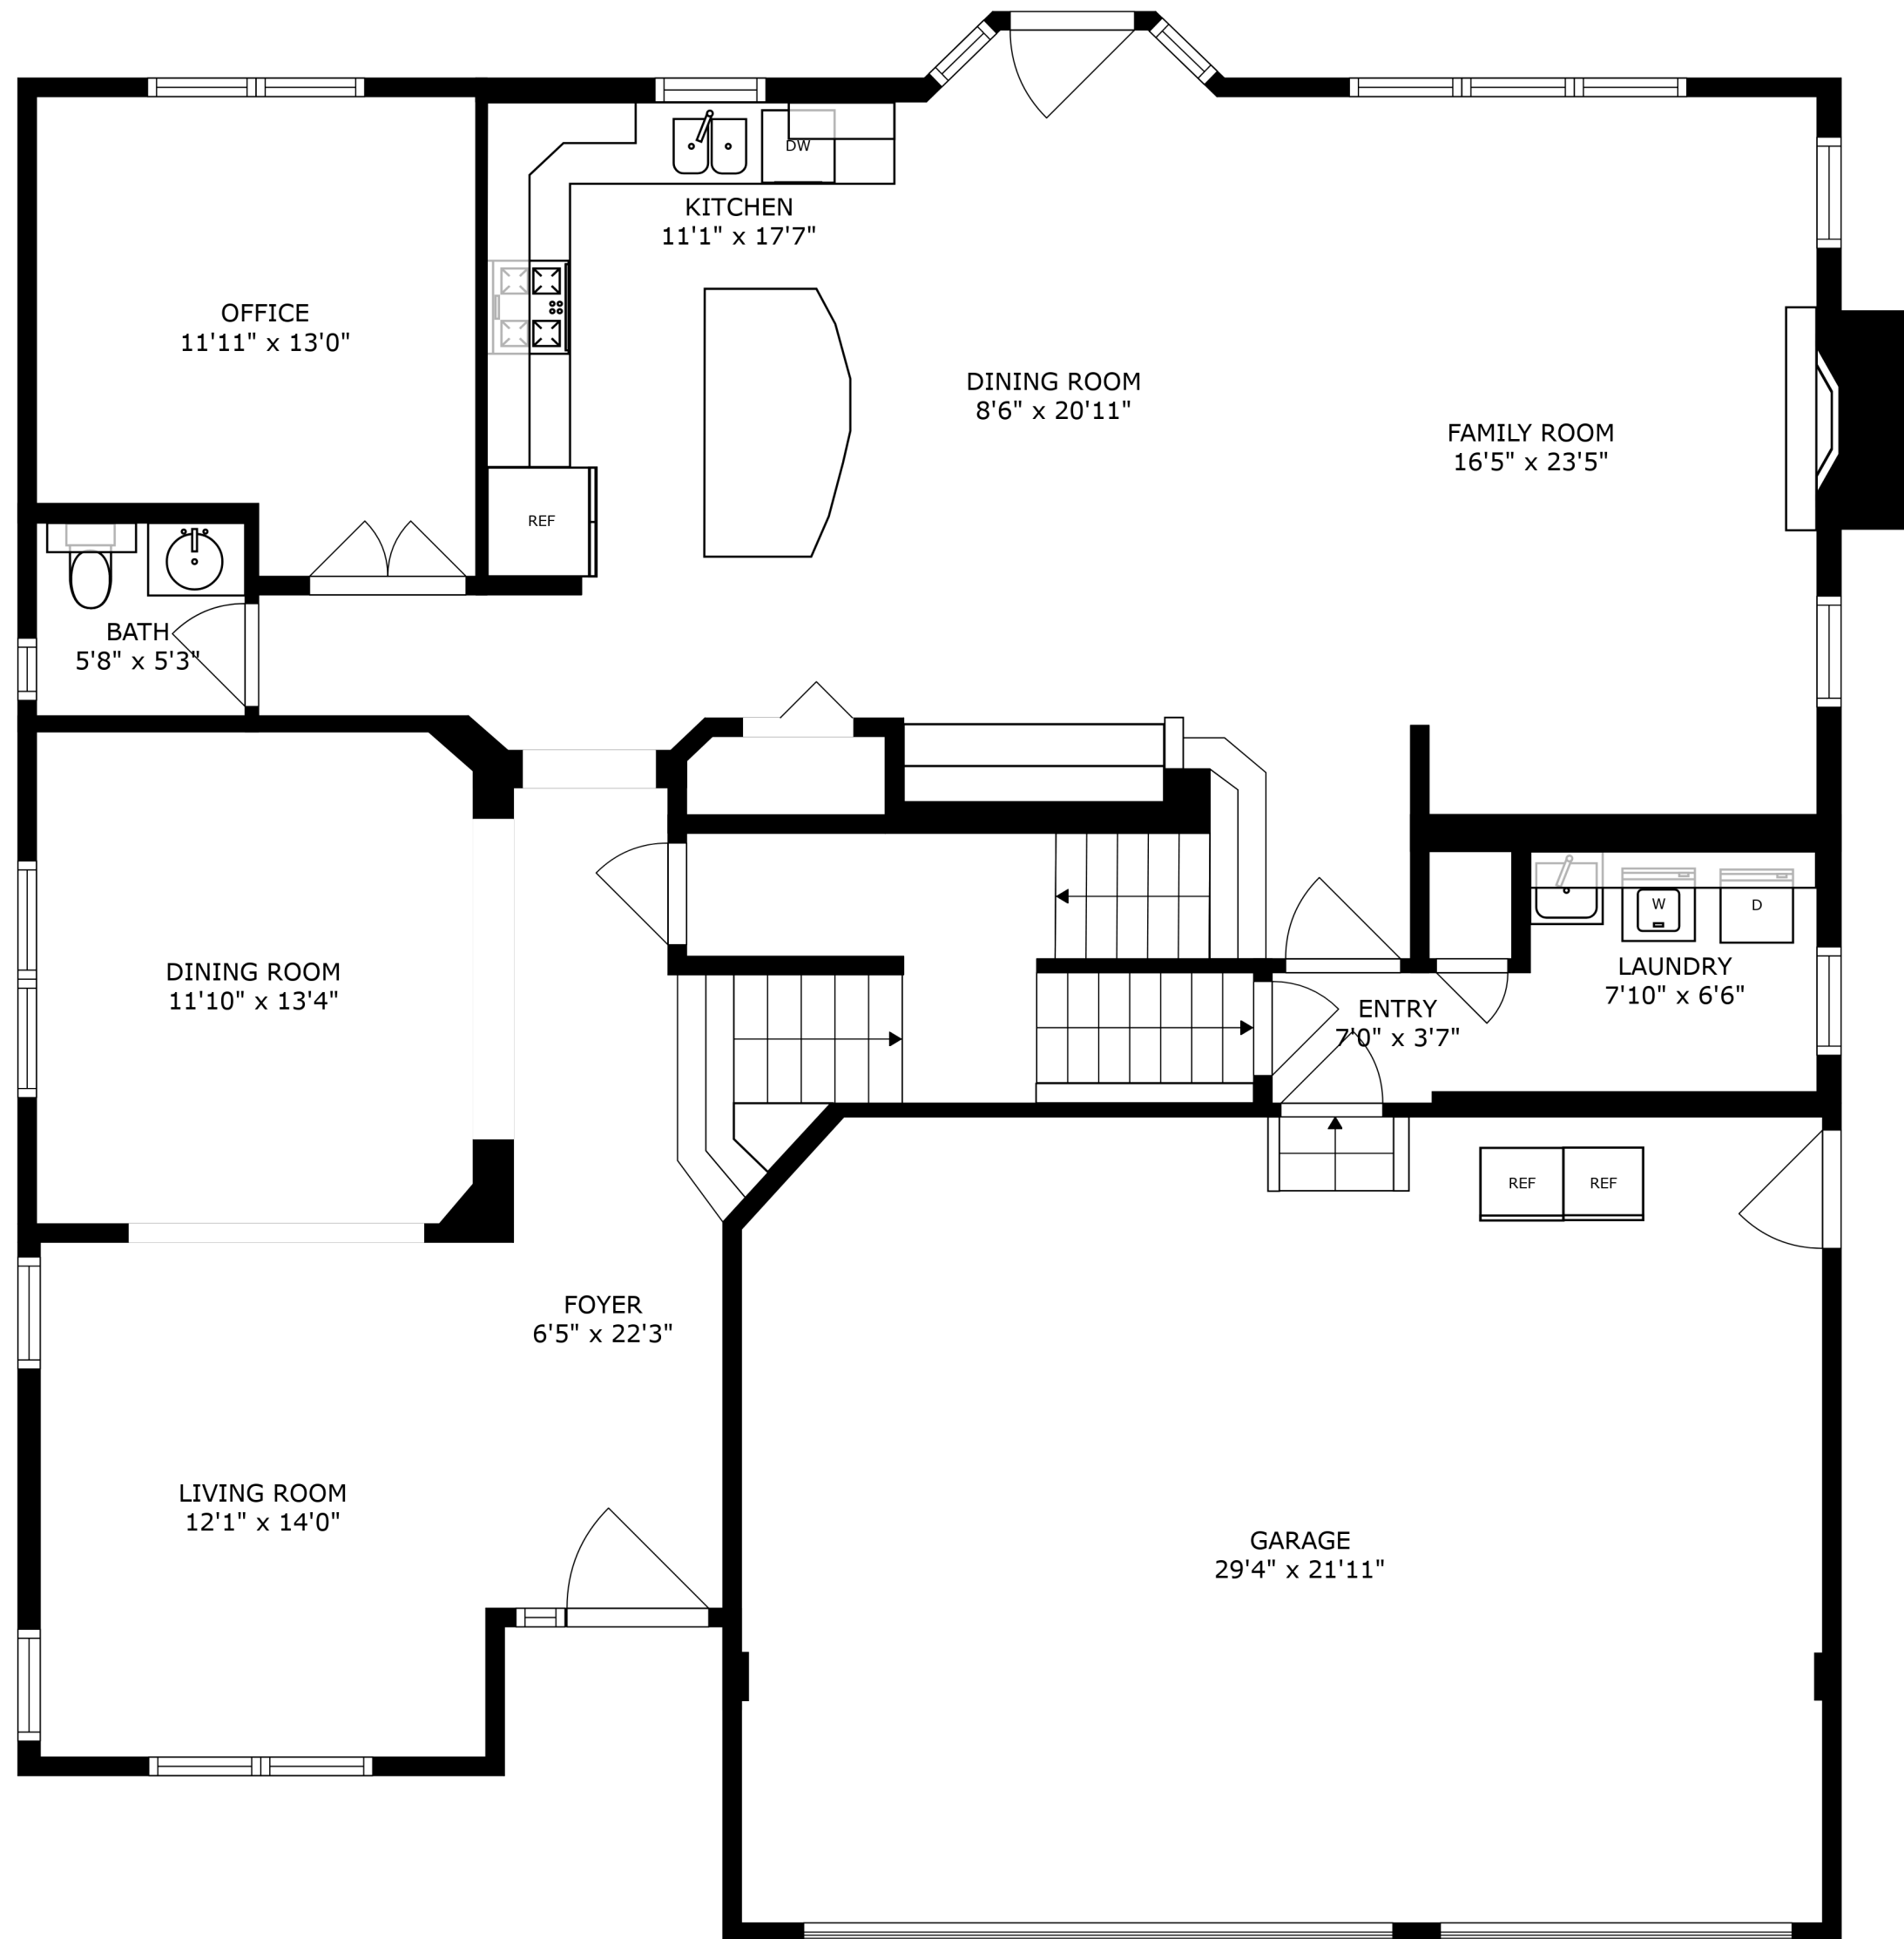 DW
KITCHEN
11'1" x 17'7"
OFFICE
11'11" x 13'0"
DINING ROOM
8'6" x 20'11"
FAMILY ROOM
16'5" x 23'5"
REF
BATH
5'8" x 5'3"
W
D
DINING ROOM
11'10" x 13'4"
LAUNDRY
7'10" x 6'6"
ENTRY
7'0" x 3'7"
REF
REF
FOYER
6'5" x 22'3"
LIVING ROOM
12'1" x 14'0"
GARAGE
29'4" x 21'11"